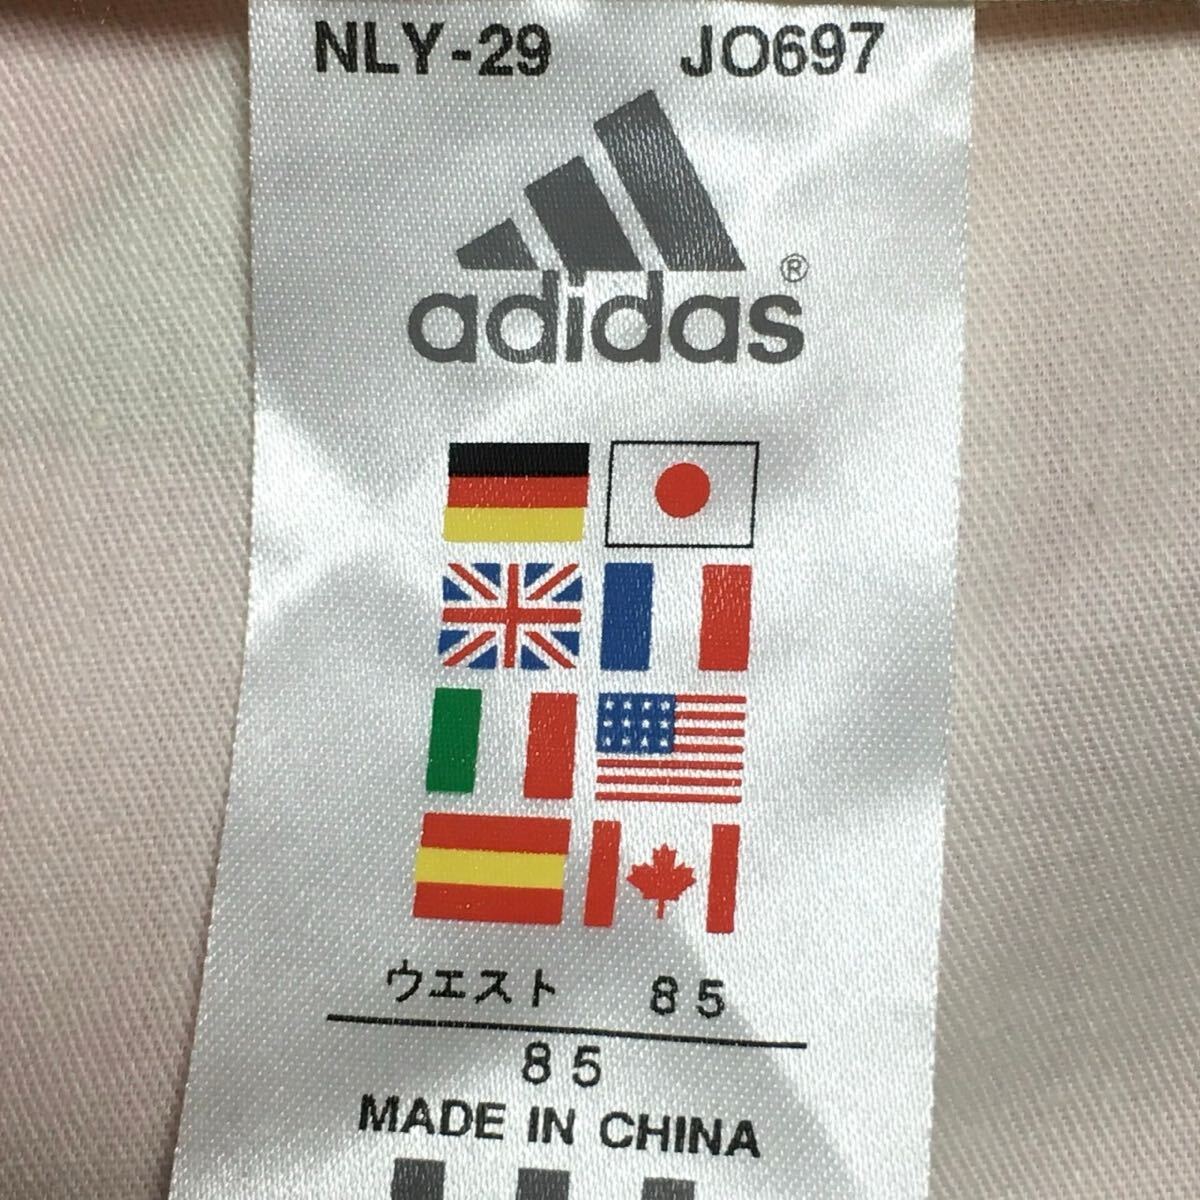 NLY-29 JO697
adidas®
ウエスト 85
85
MADE IN CHINA